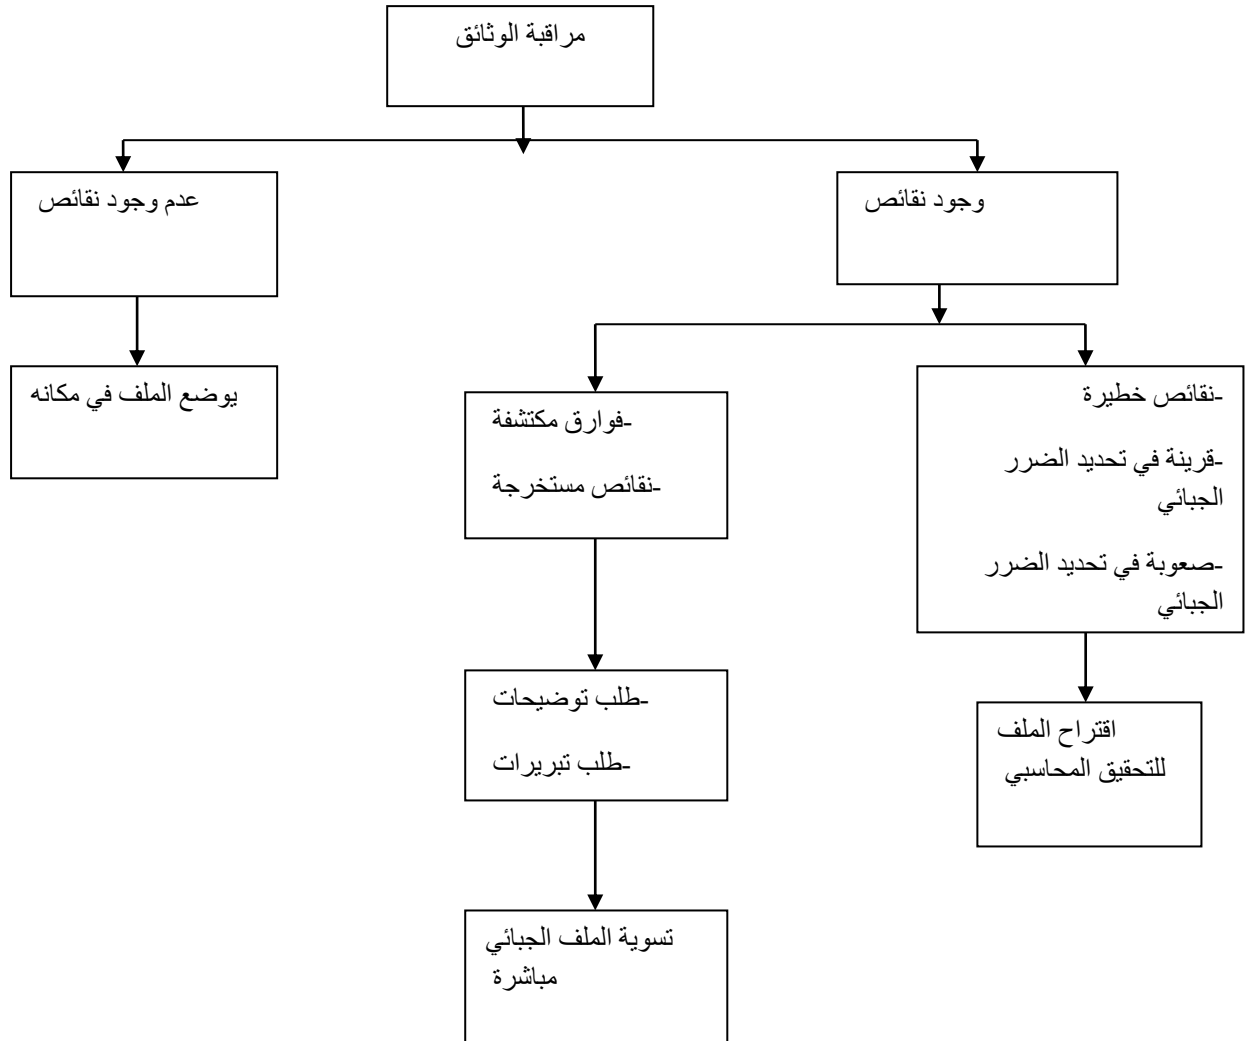 مراقبة الوثائق
وجود نقائص
عدم وجود نقائص
-نقائص خطيرة
-قرينة في تحديد الضرر
الجبائي
-صعوبة في تحديد الضرر
الجبائي
-فوارق مكتشفة
-نقائص مستخرجة
يوضع الملف في مكانه
-طلب توضيحات
-طلب تبريرات
اقتراح الملف
للتحقيق المحاسبي
تسوية الملف الجبائي
مباشرة